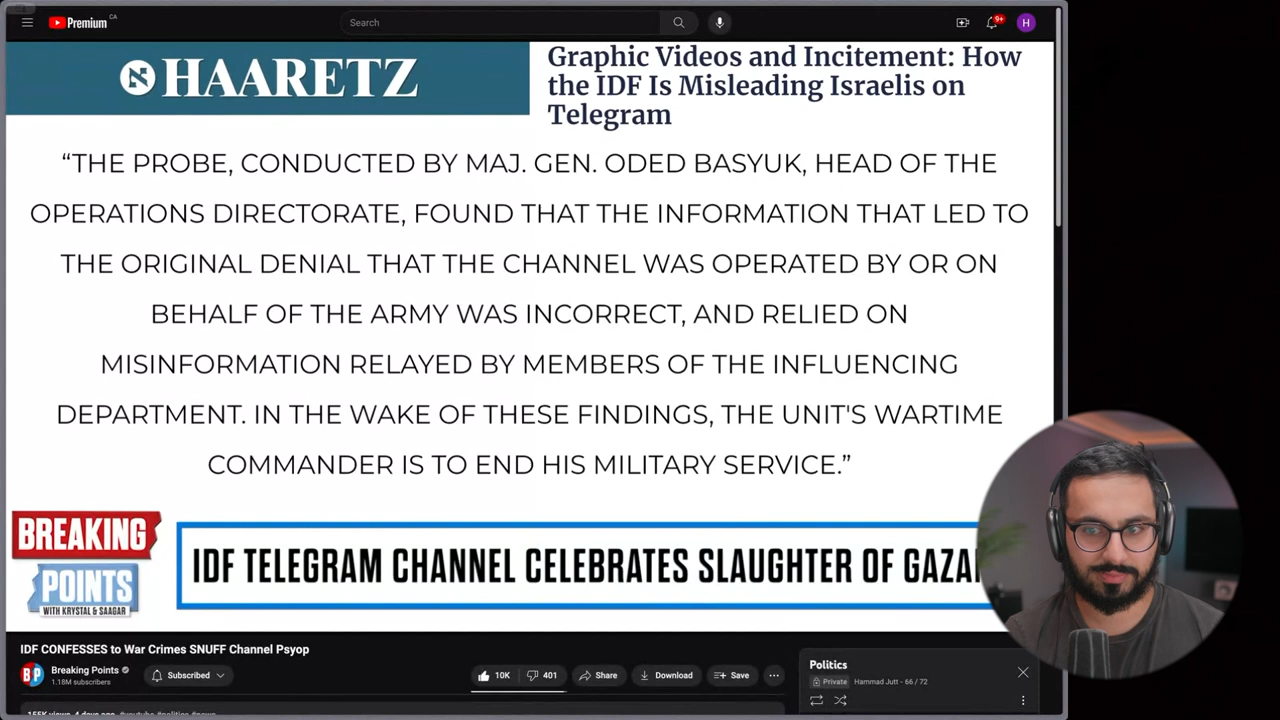 Premium CA
Search
9+
H
HAARETZ
Graphic Videos and Incitement: How
the IDF Is Misleading Israelis on
Telegram
“THE PROBE, CONDUCTED BY MAJ. GEN. ODED BASYUK, HEAD OF THE
OPERATIONS DIRECTORATE, FOUND THAT THE INFORMATION THAT LED TO
THE ORIGINAL DENIAL THAT THE CHANNEL WAS OPERATED BY OR ON
BEHALF OF THE ARMY WAS INCORRECT, AND RELIED ON
MISINFORMATION RELAYED BY MEMBERS OF THE INFLUENCING
DEPARTMENT. IN THE WAKE OF THESE FINDINGS, THE UNIT'S WARTIME
COMMANDER IS TO END HIS MILITARY SERVICE.”
BREAKING
POINTS
WITH KRYSTAL & SAAGAR
IDF TELEGRAM CHANNEL CELEBRATES SLAUGHTER OF
IDF CONFESSES to War Crimes SNUFF Channel Psyop
BP
Breaking Points
1.18M subscribers
Subscribed
10K
401
Share
Download
Save
Politics
Private
Hammad Jutt - 66 / 72